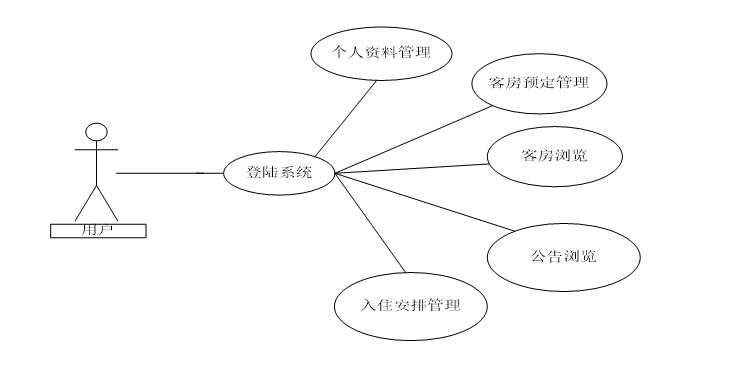 个人资料管理
客房预定管理
客房浏览
登陆系统
用户
公告浏览
入住安排管理